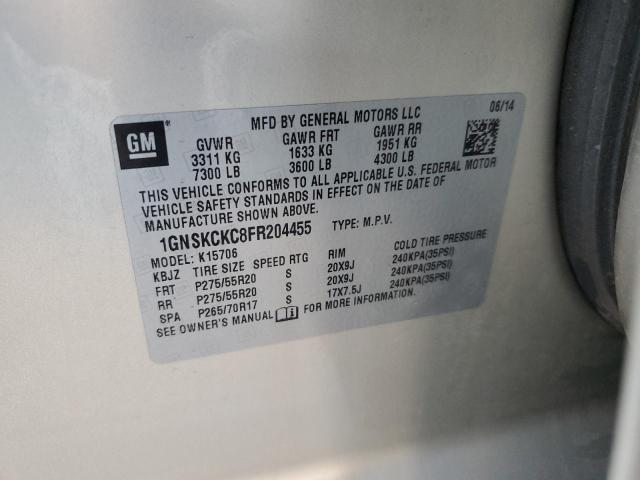 MFD BY GENERAL MOTORS LLC 06/14
GM
GVWR GAWR FRT GAWR RR
3311 KG 1633 KG 1951 KG
7300 LB 3600 LB 4300 LB
THIS VEHICLE CONFORMS TO ALL APPLICABLE U.S. FEDERAL MOTOR
VEHICLE SAFETY STANDARDS IN EFFECT ON THE DATE OF
MANUFACTURE SHOWN ABOVE.
1GNSKCKC8FR204455 TYPE: M.P.V.
MODEL: K15706
KBJZ TIRE SIZE SPEED RTG RIM COLD TIRE PRESSURE
FRT P275/55R20 S 20X9J 240KPA(35PSI)
RR P275/55R20 S 20X9J 240KPA(35PSI)
SPA P265/70R17 S 17X7.5J 240KPA(35PSI)
SEE OWNER'S MANUAL FOR MORE INFORMATION.